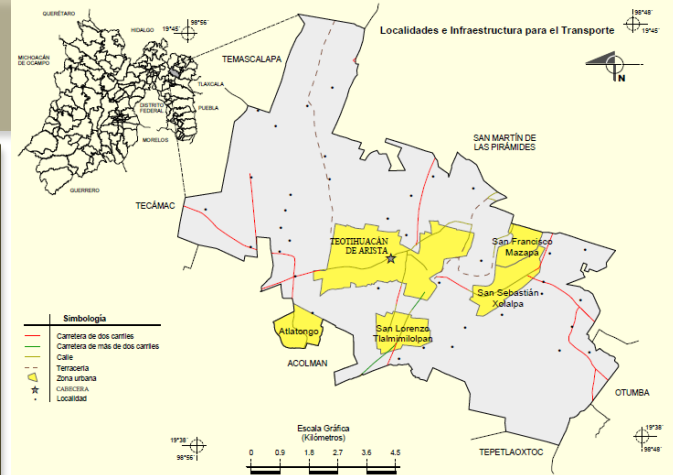 QUERÉTARO
19°45'
98°56'
HIDALGO
MICHOACÁN
DE OCAMPO
TLAXCALA
DISTRITO
FEDERAL
PUEBLA
MORELOS
GUERRERO
Localidades e Infraestructura para el Transporte
98°48'
19°45'
N
TEMASCALAPA
SAN MARTÍN DE
LAS PIRÁMIDES
TECÁMAC
TEOTIHUACÁN
DE ARISTA
San Francisco
Mazapa
San Sebastián
Xolalpa
Atlatongo
San Lorenzo
Tlalmimilolpan
ACOLMAN
OTUMBA
TEPETLAOXTOC
Simbología
Carretera de dos carriles
Carretera de más de dos carriles
Calle
Terracería
Zona urbana
CABECERA
Localidad
19°38'
98°56'
Escala Gráfica
(Kilómetros)
0 0.9 1.8 2.7 3.6 4.5
19°38'
98°48'